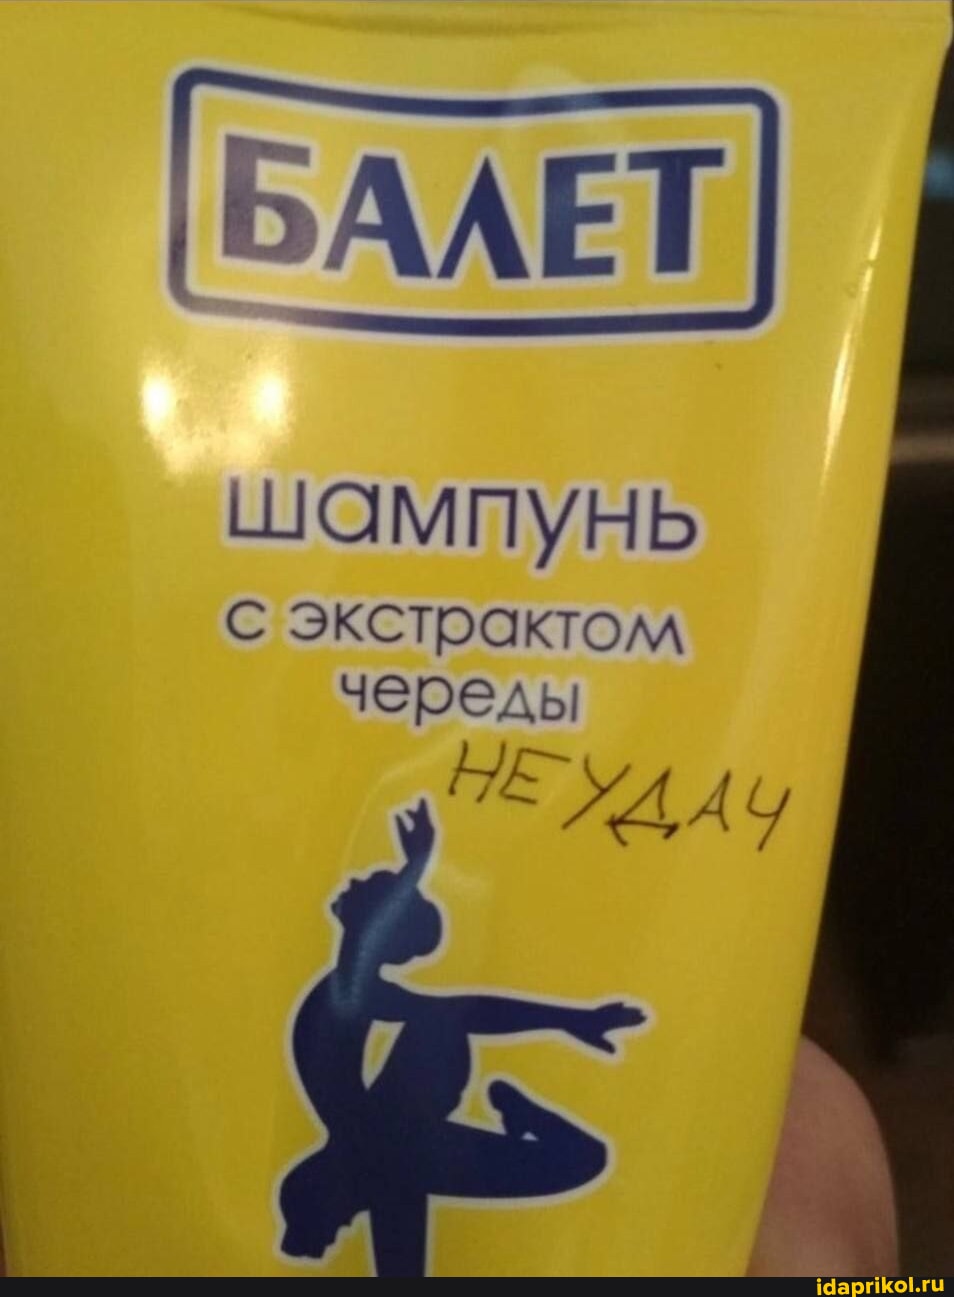 БАЛЕТ
шампунь
с экстрактом
череды
НЕУДАЧ
idaprikol.ru